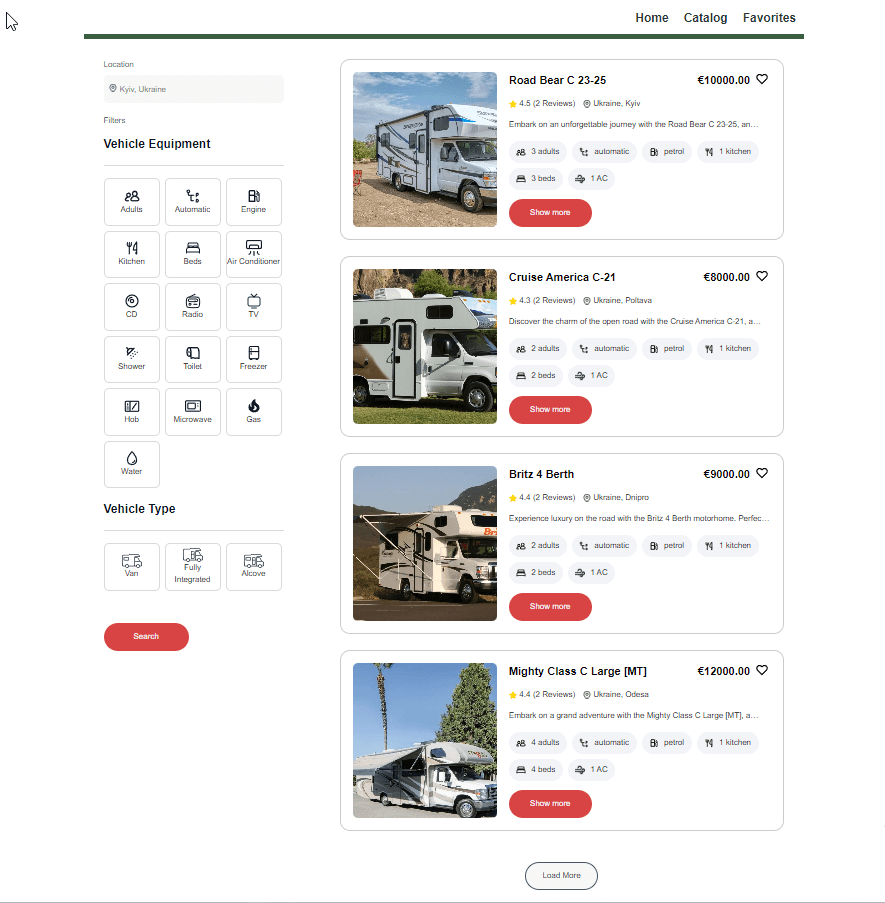 Home Catalog Favorites
Location
Kyiv, Ukraine
Filters
Vehicle Equipment
Adults Automatic Engine
Kitchen Beds Air Conditioner
CD Radio TV
Shower Toilet Freezer
Hob Microwave Gas
Water
Vehicle Type
Van Fully Integrated Alcove
Search
Road Bear C 23-25 €10000.00
4.5 (2 Reviews) Ukraine, Kyiv
Embark on an unforgettable journey with the Road Bear C 23-25, an...
3 adults automatic petrol 1 kitchen
3 beds 1 AC
Show more
Cruise America C-21 €8000.00
4.3 (2 Reviews) Ukraine, Poltava
Discover the charm of the open road with the Cruise America C-21, a...
2 adults automatic petrol 1 kitchen
2 beds 1 AC
Show more
Britz 4 Berth €9000.00
4.4 (2 Reviews) Ukraine, Dnipro
Experience luxury on the road with the Britz 4 Berth motorhome. Perfec...
2 adults automatic petrol 1 kitchen
2 beds 1 AC
Show more
Mighty Class C Large [MT] €12000.00
4.4 (2 Reviews) Ukraine, Odesa
Embark on a grand adventure with the Mighty Class C Large [MT], a...
4 adults automatic petrol 1 kitchen
4 beds 1 AC
Show more
Load More